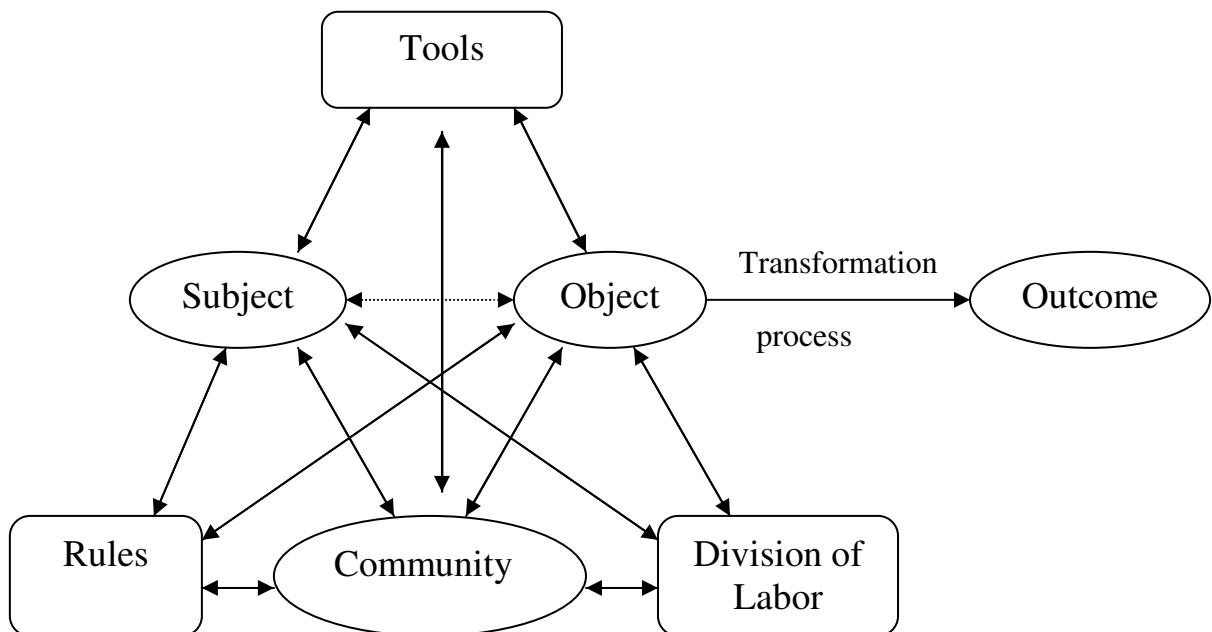 Tools
Subject
Object
Transformation
process
Outcome
Rules
Community
Division of
Labor